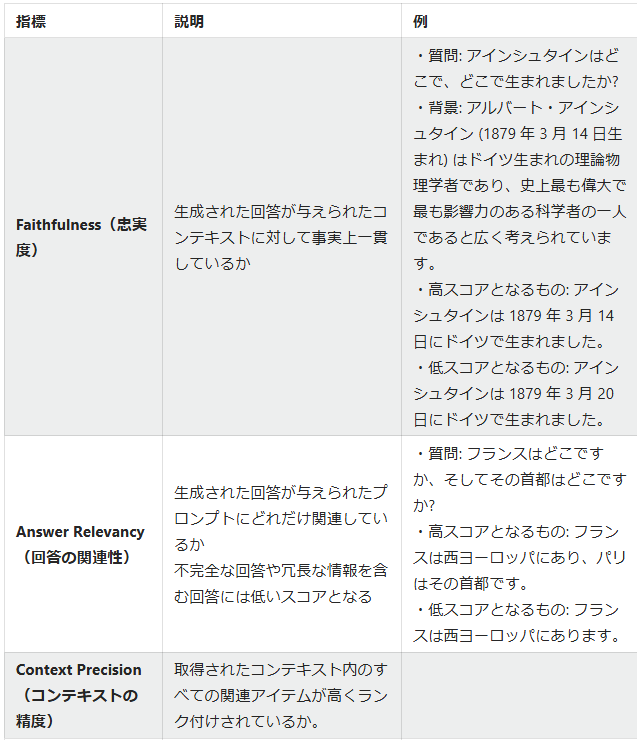 指標
説明
例
Faithfulness（忠実
度）
生成された回答が与えられたコ
ンテキストに対して事実上一貫
しているか
・質問: アインシュタインはど
こで、どこで生まれましたか?
・背景: アルバート・アインシ
ュタイン (1879 年 3 月 14 日生
まれ) はドイツ生まれの理論物
理学者であり、史上最も偉大で
最も影響力のある科学者の一人
であると広く考えられていま
す。
・高スコアとなるもの: アイン
シュタインは 1879 年 3 月 14
日にドイツで生まれました。
・低スコアとなるもの: アイン
シュタインは 1879 年 3 月 20
日にドイツで生まれました。
Answer Relevancy
（回答の関連性）
生成された回答が与えられたプ
ロンプトにどれだけ関連してい
るか
不完全な回答や冗長な情報を含
む回答には低いスコアとなる
・質問: フランスはどこです
か、そしてその首都はどこです
か?
・高スコアとなるもの: フラン
スは西ヨーロッパにあり、パリ
はその首都です。
・低スコアとなるもの: フラン
スは西ヨーロッパにあります。
Context Precision
（コンテキストの
精度）
取得されたコンテキスト内のす
べての関連アイテムが高くラン
ク付けされているか。